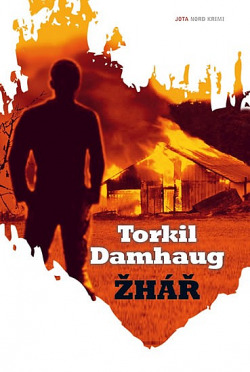 JOTA NORD KRIMI
Torkil
Damhaug
ŽHÁŘ